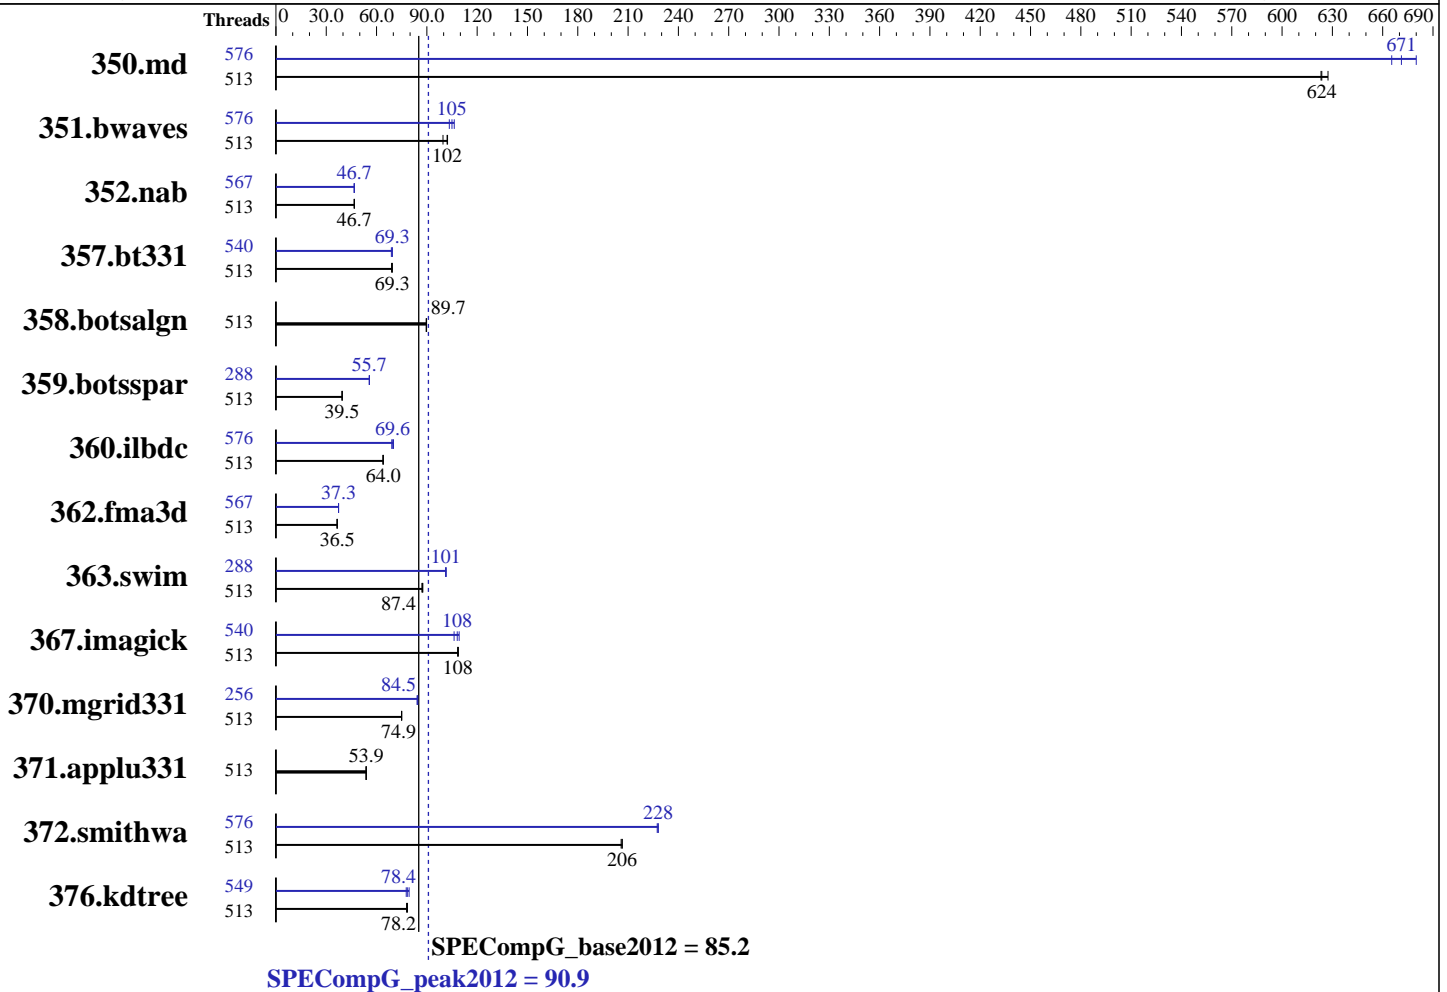 Threads 0 30.0 60.0 90.0 120 150 180 210 240 270 300 330 360 390 420 450 480 510 540 570 600 630 660 690
350.md 576 671
513 624
351.bwaves 576 105
513 102
352.nab 567 46.7
513 46.7
357.bt331 540 69.3
513 69.3
358.botsalgn 513 89.7
359.botsspar 288 55.7
513 39.5
360.ilbdc 576 69.6
513 64.0
362.fma3d 567 37.3
513 36.5
363.swim 288 101
513 87.4
367.imagick 540 108
513 108
370.mgrid331 256 84.5
513 74.9
371.applu331 513 53.9
372.smithwa 576 228
513 206
376.kdtree 549 78.4
513 78.2
SPECompG_base2012 = 85.2
SPECompG_peak2012 = 90.9